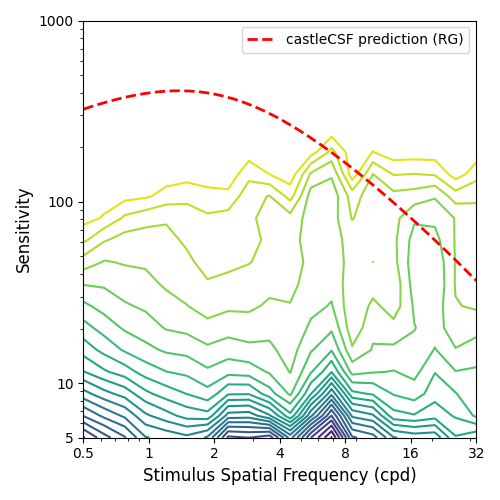 1000
castleCSF prediction (RG)
100
Sensitivity
10
5
0.5 1 2 4 8 16 32
Stimulus Spatial Frequency (cpd)